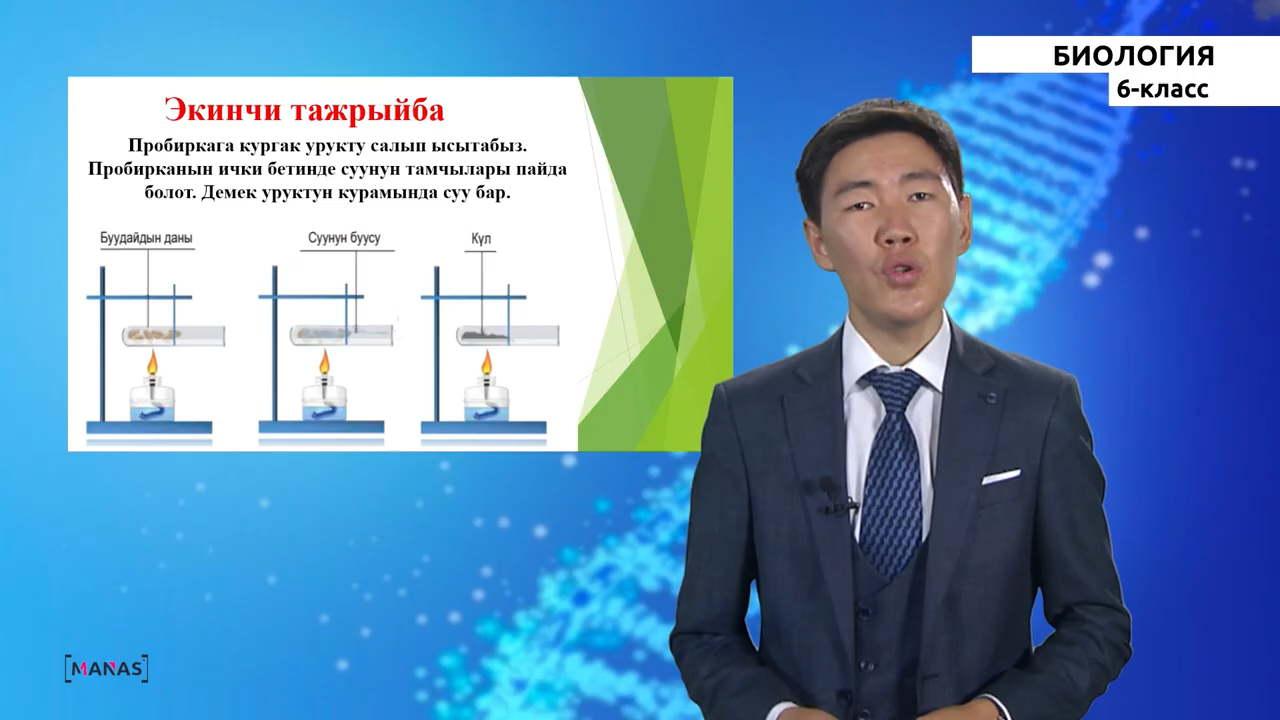 БИОЛОГИЯ
6-класс
Экинчи тажрыйба
Пробиркага кургак урукту салып ысытабыз.
Пробирканын ички бетинде суунун тамчылары пайда
болот. Демек уруктун курамында суу бар.
Буудайдын даны
Суунун буусу
Күл
[MANAS]